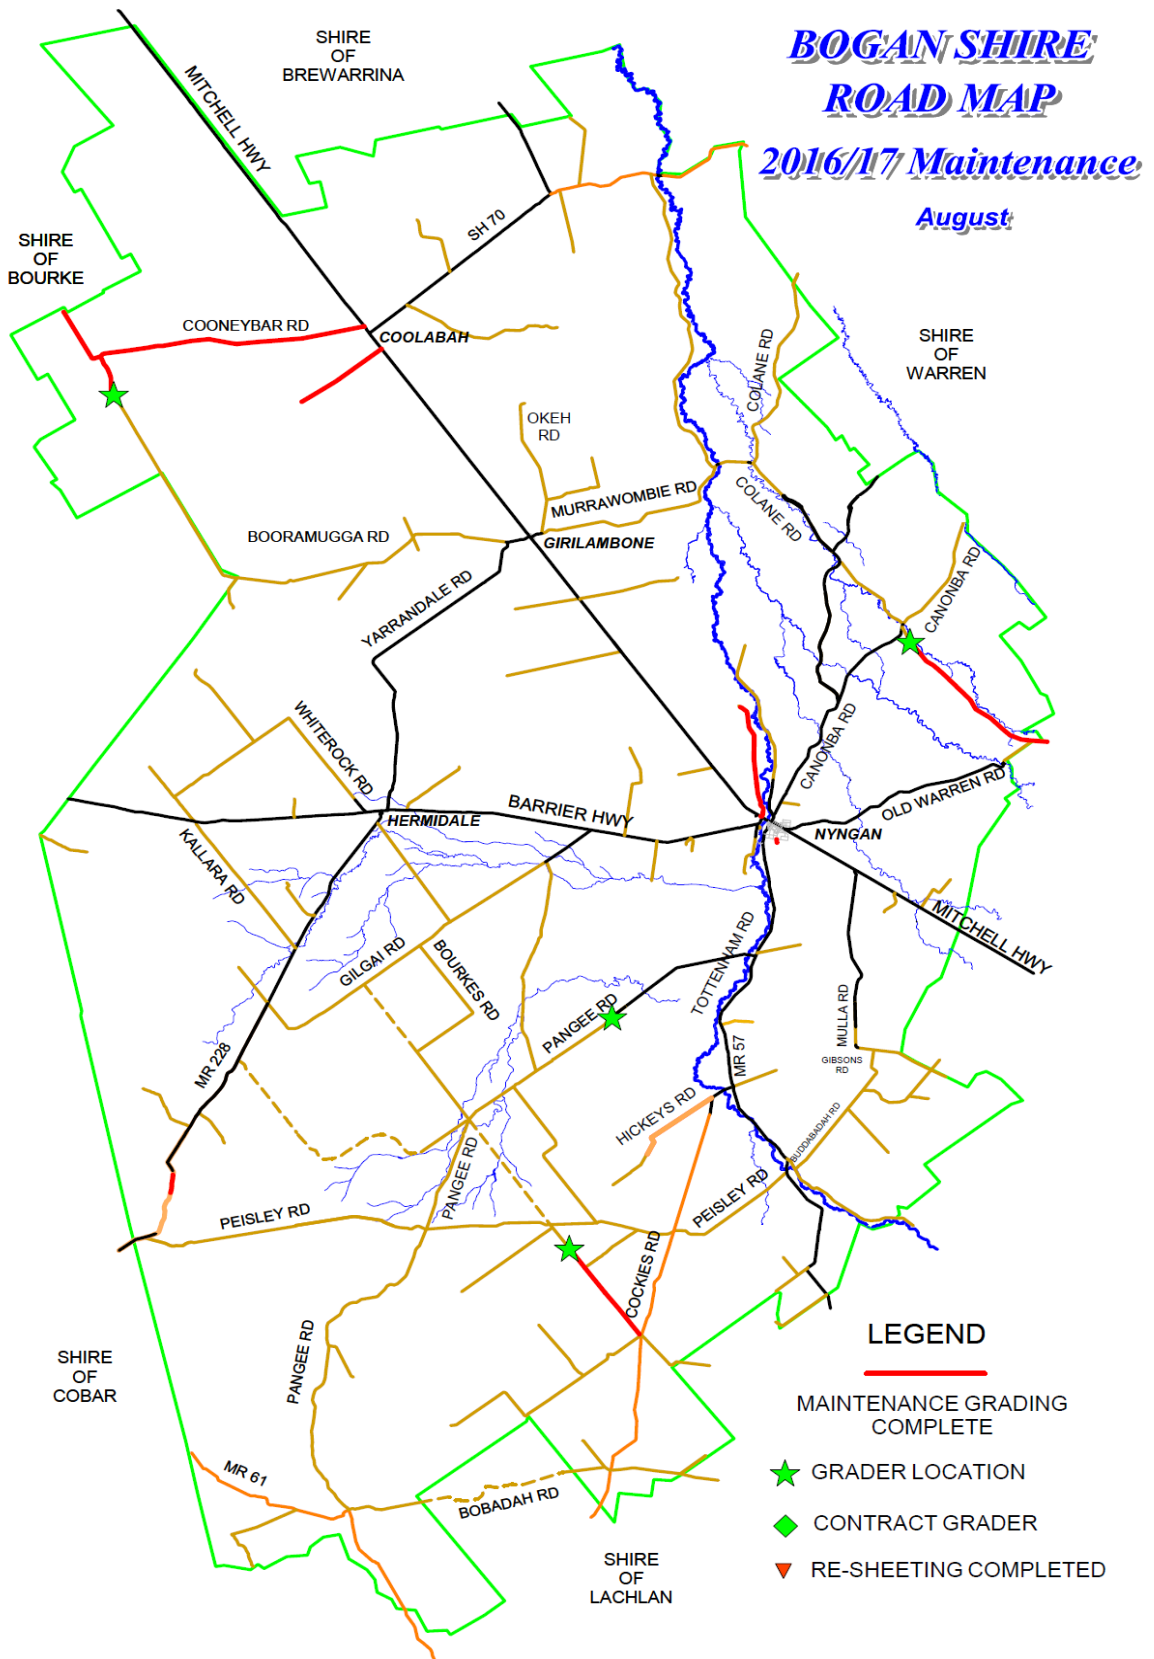 BOGAN SHIRE
ROAD MAP
2016/17 Maintenance
August
SHIRE
OF
BREWARRINA
MITCHELL HWY
SH 70
SHIRE
OF
BOURKE
COONEYBAR RD
COOLABAH
SHIRE
OF
WARREN
COLANE RD
OKEH
RD
MURRAWOMBIE RD
COLANE RD
BOORAMUGGA RD
GIRILAMBONE
YARRANDALE RD
CANONBA RD
WHITEROCK RD
CANONBA RD
OLD WARREN RD
BARRIER HWY
HERMIDALE
NYNGAN
KALLARA RD
MITCHELL HWY
GILGAI RD
BOURKES RD
TOTTENHAM RD
PANGEE RD
MULLA RD
MR 57
GIBSONS
RD
MR 228
HICKEYS RD
BUDDABADAH RD
PANGEE RD
PEISLEY RD
PEISLEY RD
COCKIES RD
PANGEE RD
SHIRE
OF
COBAR
MR 61
BOBADAH RD
SHIRE
OF
LACHLAN
LEGEND
MAINTENANCE GRADING
COMPLETE
GRADER LOCATION
CONTRACT GRADER
RE-SHEETING COMPLETED